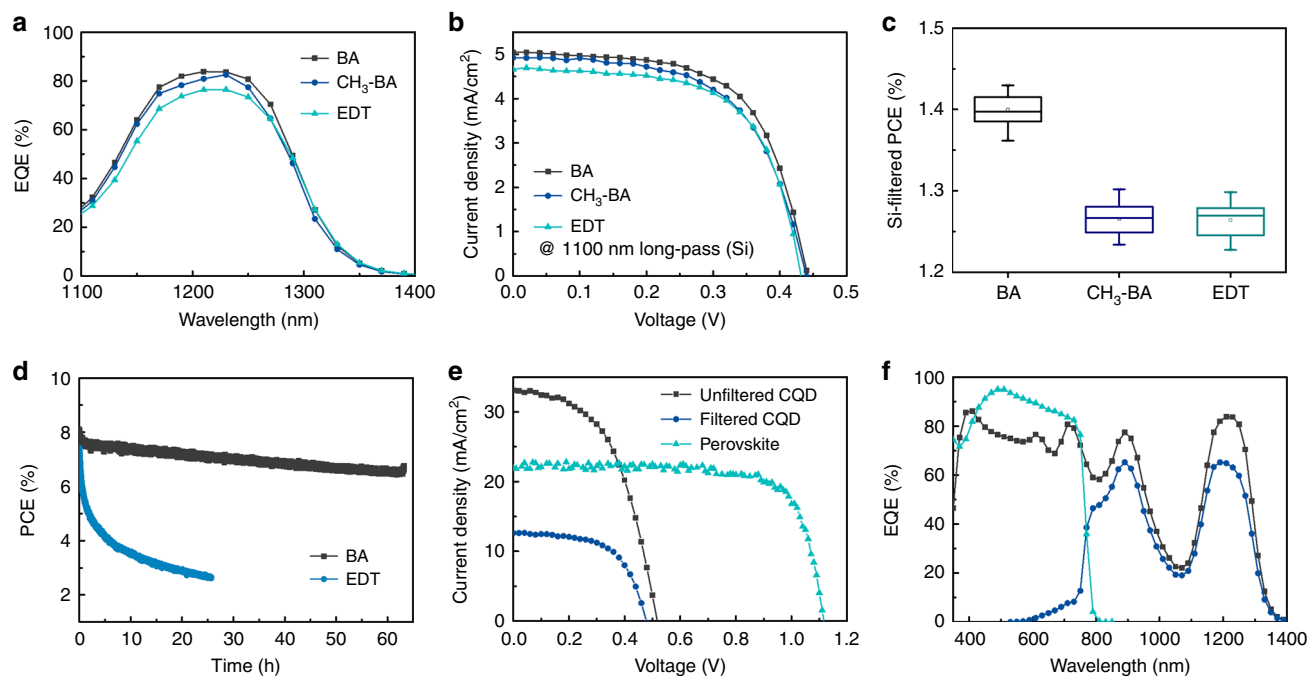 a
100
80
60
40
20
0
EQE (%)
1100
1200
1300
1400
Wavelength (nm)
BA
CH₃-BA
EDT
b
6
5
4
3
2
1
0
Current density (mA/cm²)
0.0
0.1
0.2
0.3
0.4
0.5
Voltage (V)
BA
CH₃-BA
EDT
@ 1100 nm long-pass (Si)
c
1.5
1.4
1.3
1.2
Si-filtered PCE (%)
BA
CH₃-BA
EDT
d
10
8
6
4
2
PCE (%)
0
10
20
30
40
50
60
Time (h)
BA
EDT
e
30
20
10
0
Current density (mA/cm²)
0.0
0.2
0.4
0.6
0.8
1.0
1.2
Voltage (V)
Unfiltered CQD
Filtered CQD
Perovskite
f
100
80
60
40
20
0
EQE (%)
400
600
800
1000
1200
1400
Wavelength (nm)